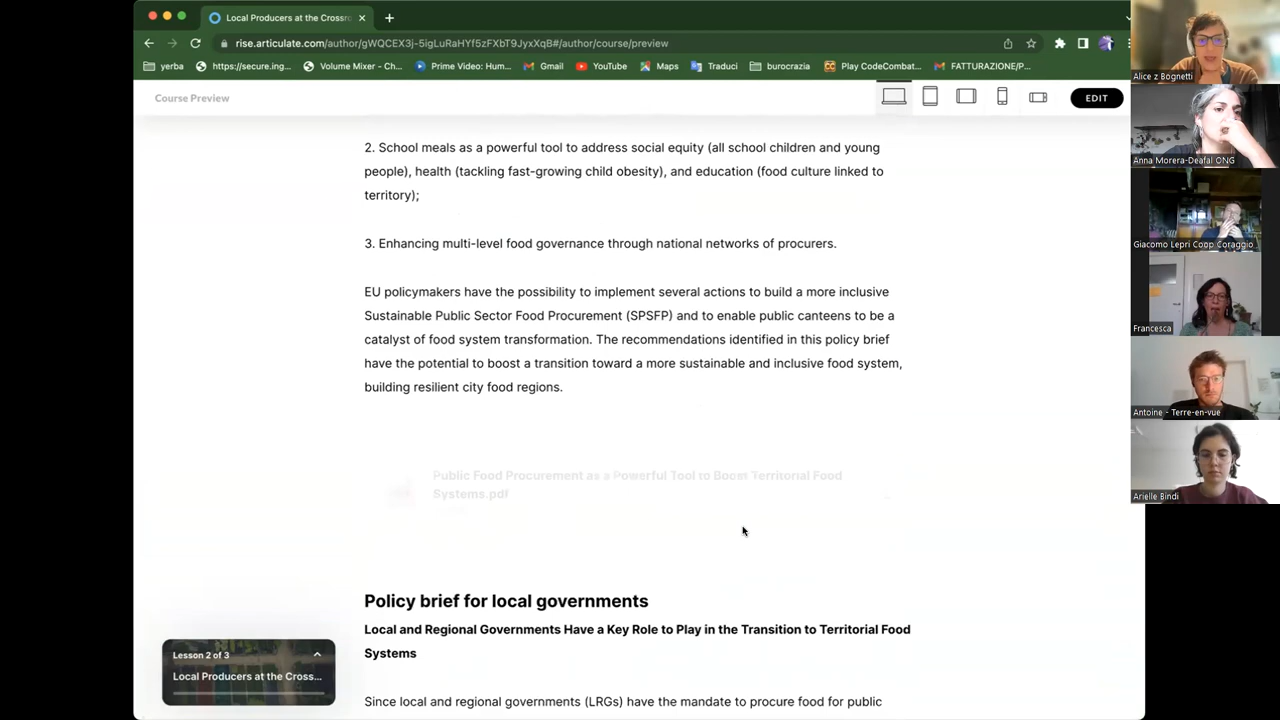 Local Producers at the Crossro
rise.articulate.com/author/gWQCEX3j-5igLuRaHYf5zFXbT9JyxXqB#/author/course/preview
yerba
https://secure.ing...
Volume Mixer - Ch...
Prime Video: Hum...
Gmail
YouTube
Maps
Traduci
burocrazia
Play CodeCombat...
FATTURAZIONE/P...
Course Preview
EDIT
2. School meals as a powerful tool to address social equity (all school children and young
people), health (tackling fast-growing child obesity), and education (food culture linked to
territory);
3. Enhancing multi-level food governance through national networks of procurers.
EU policymakers have the possibility to implement several actions to build a more inclusive
Sustainable Public Sector Food Procurement (SPSFP) and to enable public canteens to be a
catalyst of food system transformation. The recommendations identified in this policy brief
have the potential to boost a transition toward a more sustainable and inclusive food system,
building resilient city food regions.
Public Food Procurement as a Powerful Tool to Boost Territorial Food
Systems.pdf
Policy brief for local governments
Local and Regional Governments Have a Key Role to Play in the Transition to Territorial Food
Systems
Since local and regional governments (LRGs) have the mandate to procure food for public
Lesson 2 of 3
Local Producers at the Cross...
Alice z Bognetti
Anna Morera-Deafal ONG
Giacomo Lepri Coop Coraggio
Francesca
Antoine - Terre-en-vue
Arielle Bindi